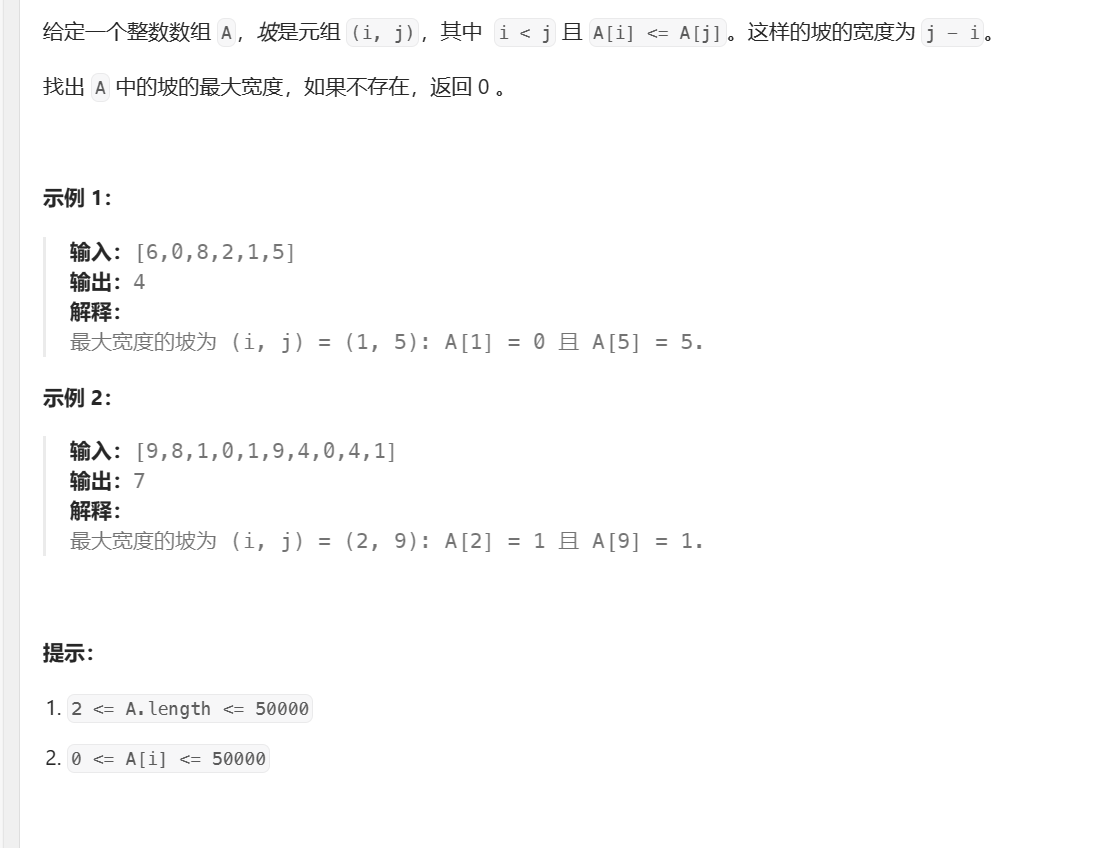 给定一个整数数组 A，坡是元组 (i, j)，其中 i < j 且 A[i] <= A[j]。这样的坡的宽度为 j - i。
找出 A 中的坡的最大宽度，如果不存在，返回 0 。
示例 1：
输入：[6,0,8,2,1,5]
输出：4
解释：
最大宽度的坡为 (i, j) = (1, 5): A[1] = 0 且 A[5] = 5.
示例 2：
输入：[9,8,1,0,1,9,4,0,4,1]
输出：7
解释：
最大宽度的坡为 (i, j) = (2, 9): A[2] = 1 且 A[9] = 1.
提示：
1. 2 <= A.length <= 50000
2. 0 <= A[i] <= 50000